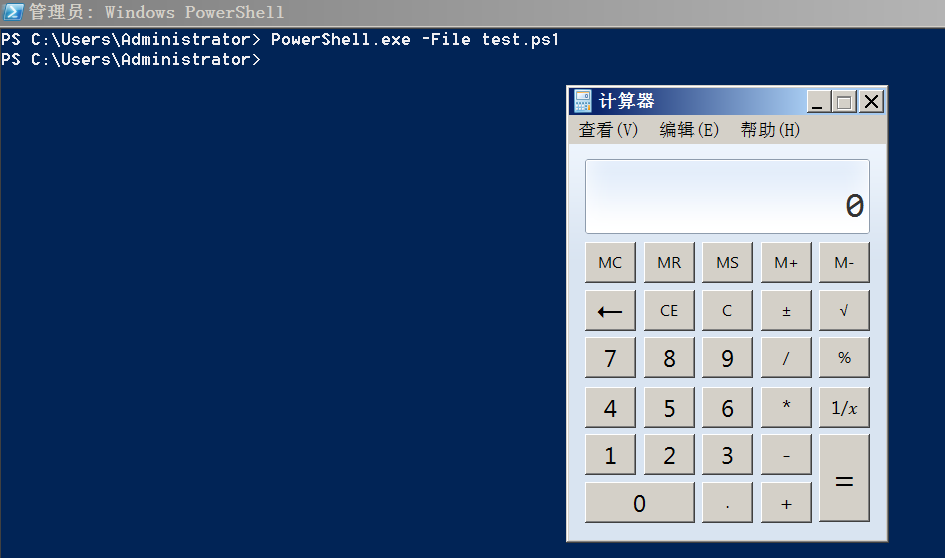 管理员: Windows PowerShell
PS C:\Users\Administrator> PowerShell.exe -File test.ps1
PS C:\Users\Administrator>
计算器
查看(V) 编辑(E) 帮助(H)
0
MC MR MS M+ M-
← CE C ± √
7 8 9 / %
4 5 6 * 1/x
1 2 3 - =
0 . +